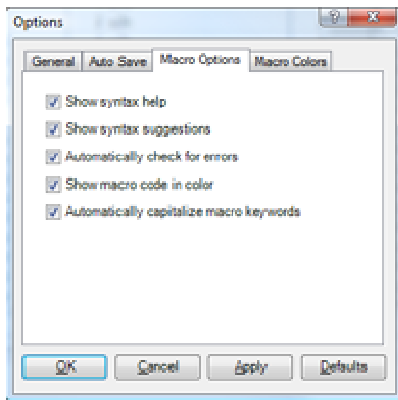 Options
General Auto Save Macro Options Macro Colors
Show syntax help
Show syntax suggestions
Automatically check for errors
Show macro code in color
Automatically capitalize macro keywords
OK Cancel Apply Defaults